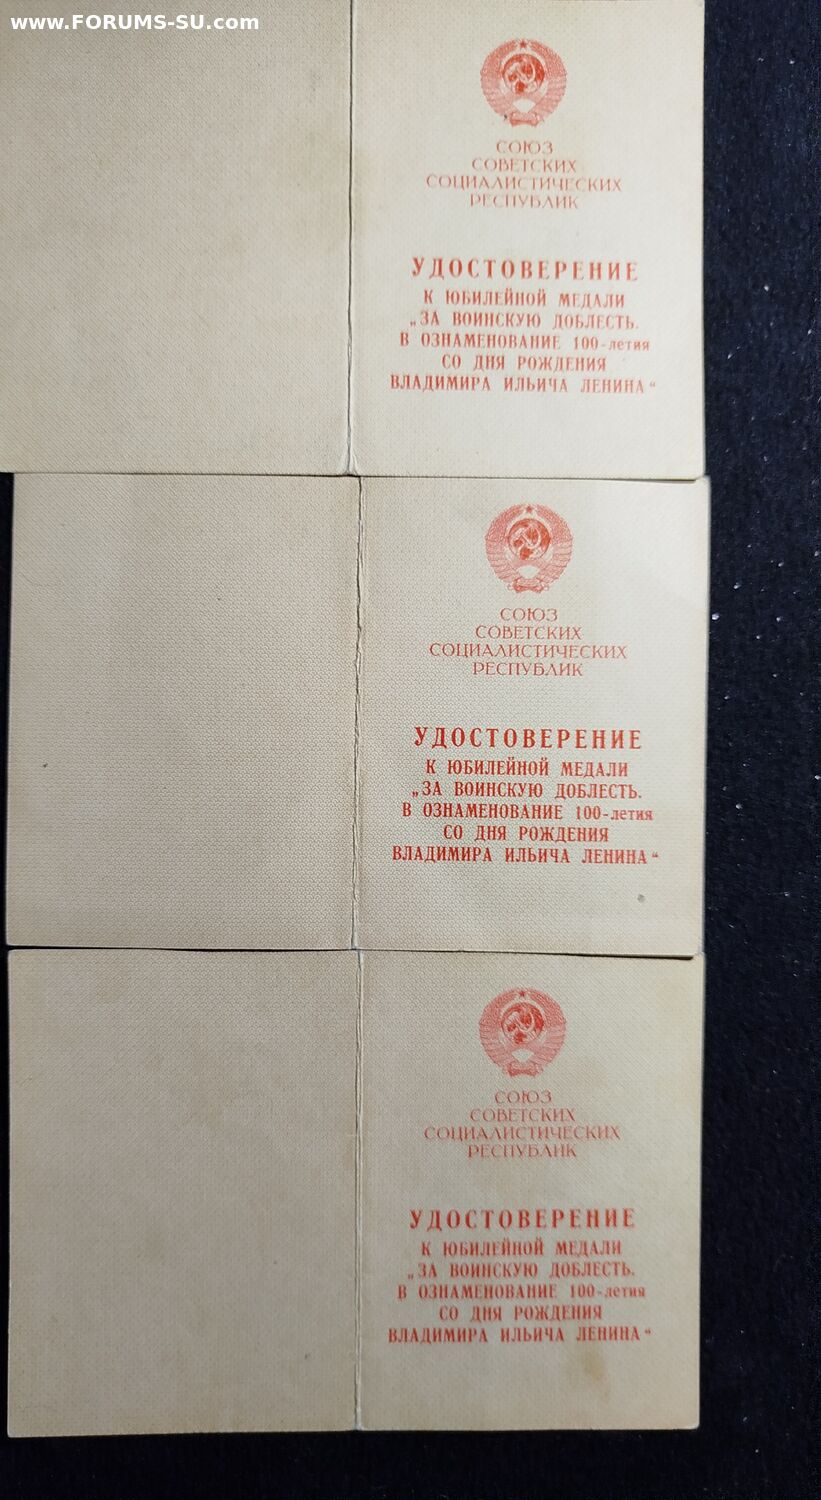 www.FORUMS-SU.com
СОЮЗ
СОВЕТСКИХ
СОЦИАЛИСТИЧЕСКИХ
РЕСПУБЛИК
УДОСТОВЕРЕНИЕ
К ЮБИЛЕЙНОЙ МЕДАЛИ
„ЗА ВОИНСКУЮ ДОБЛЕСТЬ.
В ОЗНАМЕНОВАНИЕ 100-летия
СО ДНЯ РОЖДЕНИЯ
ВЛАДИМИРА ИЛЬИЧА ЛЕНИНА“
СОЮЗ
СОВЕТСКИХ
СОЦИАЛИСТИЧЕСКИХ
РЕСПУБЛИК
УДОСТОВЕРЕНИЕ
К ЮБИЛЕЙНОЙ МЕДАЛИ
„ЗА ВОИНСКУЮ ДОБЛЕСТЬ.
В ОЗНАМЕНОВАНИЕ 100-летия
СО ДНЯ РОЖДЕНИЯ
ВЛАДИМИРА ИЛЬИЧА ЛЕНИНА“
СОЮЗ
СОВЕТСКИХ
СОЦИАЛИСТИЧЕСКИХ
РЕСПУБЛИК
УДОСТОВЕРЕНИЕ
К ЮБИЛЕЙНОЙ МЕДАЛИ
„ЗА ВОИНСКУЮ ДОБЛЕСТЬ.
В ОЗНАМЕНОВАНИЕ 100-летия
СО ДНЯ РОЖДЕНИЯ
ВЛАДИМИРА ИЛЬИЧА ЛЕНИНА“